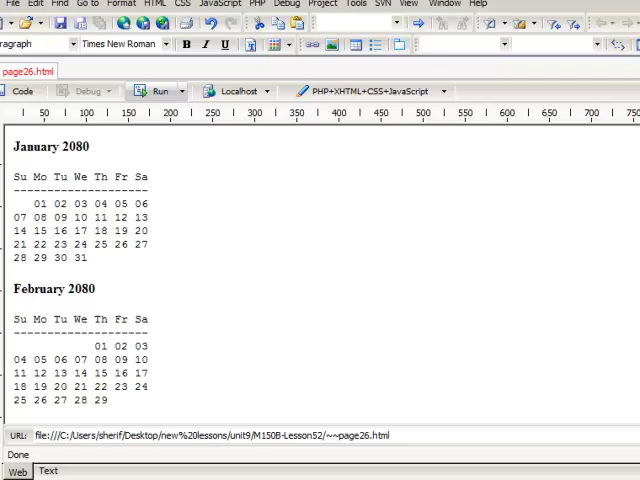 File Edit Find Go to Format HTML CSS JavaScript PHP Debug Project Tools SVN View Window Help
aragraph Times New Roman B I U
page26.html
Code Debug Run Localhost PHP+XHTML+CSS+JavaScript
50 100 150 200 250 300 350 400 450 500 550 600 650 700 750
January 2080
Su Mo Tu We Th Fr Sa
--------------------
01 02 03 04 05 06
07 08 09 10 11 12 13
14 15 16 17 18 19 20
21 22 23 24 25 26 27
28 29 30 31
February 2080
Su Mo Tu We Th Fr Sa
--------------------
01 02 03
04 05 06 07 08 09 10
11 12 13 14 15 16 17
18 19 20 21 22 23 24
25 26 27 28 29
URL: file:///C:/Users/sherif/Desktop/new%20lessons/unit9/M150B-Lesson52/~~page26.html
Done
Web Text